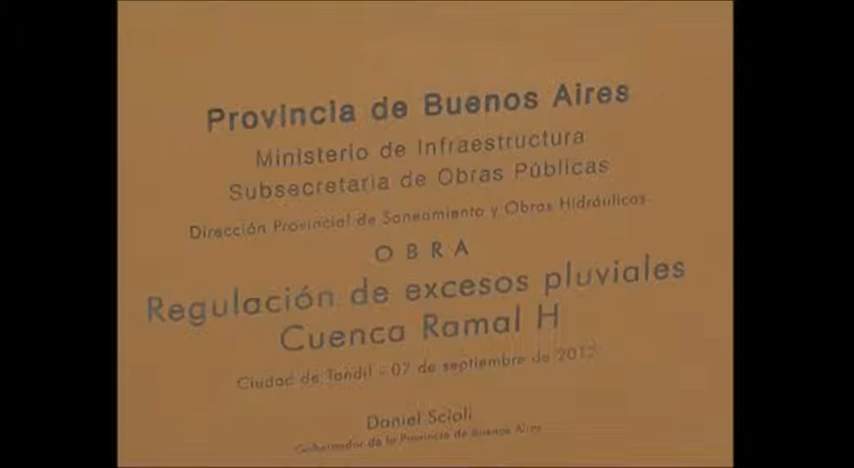 Provincia de Buenos Aires
Ministerio de Infraestructura
Subsecretaria de Obras Públicas
Dirección Provincial de Saneamiento y Obras Hidráulicas
OBRA
Regulación de excesos pluviales
Cuenca Ramal H
Ciudad de Tandil - 07 de septiembre de
Daniel Scioli
Gobernador de la Provincia de Buenos Aires